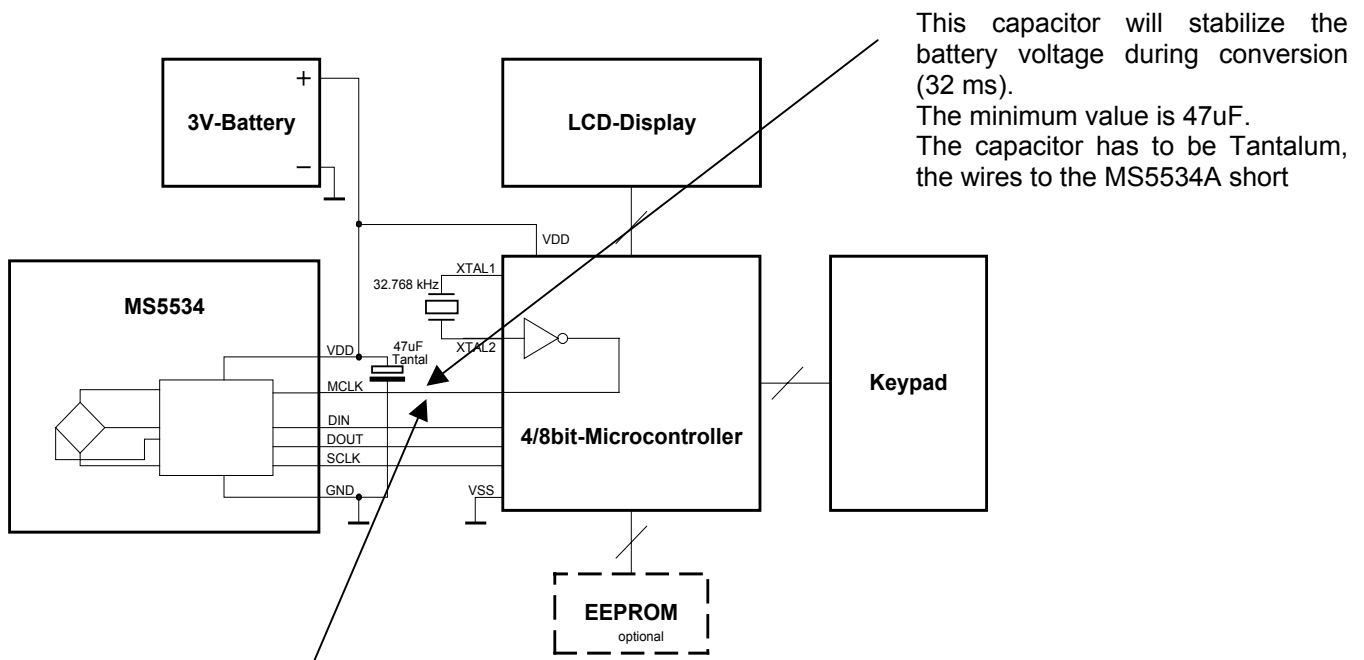 This capacitor will stabilize the
battery voltage during conversion
(32 ms).
The minimum value is 47uF.
The capacitor has to be Tantalum,
the wires to the MS5534A short
+
3V-Battery
–
LCD-Display
VDD
XTAL1
32.768 kHz
XTAL2
MS5534
VDD
47uF
Tantal
MCLK
DIN
DOUT
SCLK
GND
VSS
4/8bit-Microcontroller
Keypad
EEPROM
optional